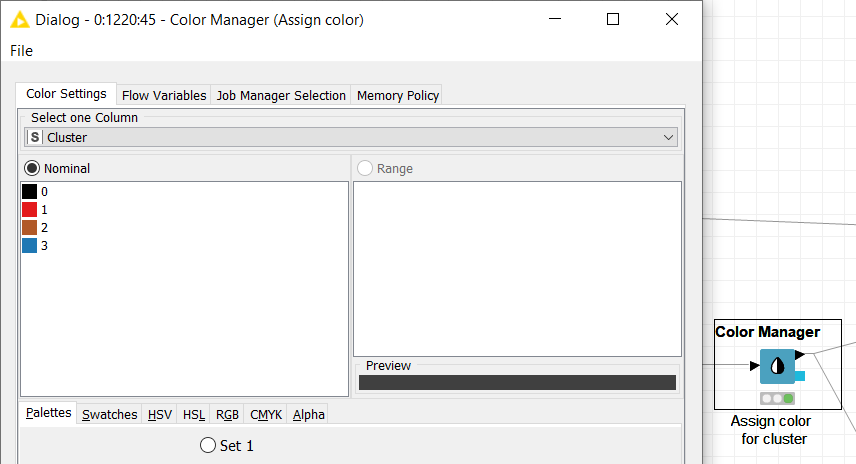 Dialog - 0:1220:45 - Color Manager (Assign color)
File
Color Settings Flow Variables Job Manager Selection Memory Policy
Select one Column
S Cluster
Nominal
Range
0
1
2
3
Preview
Palettes Swatches HSV HSL RGB CMYK Alpha
Set 1
Color Manager
Assign color
for cluster